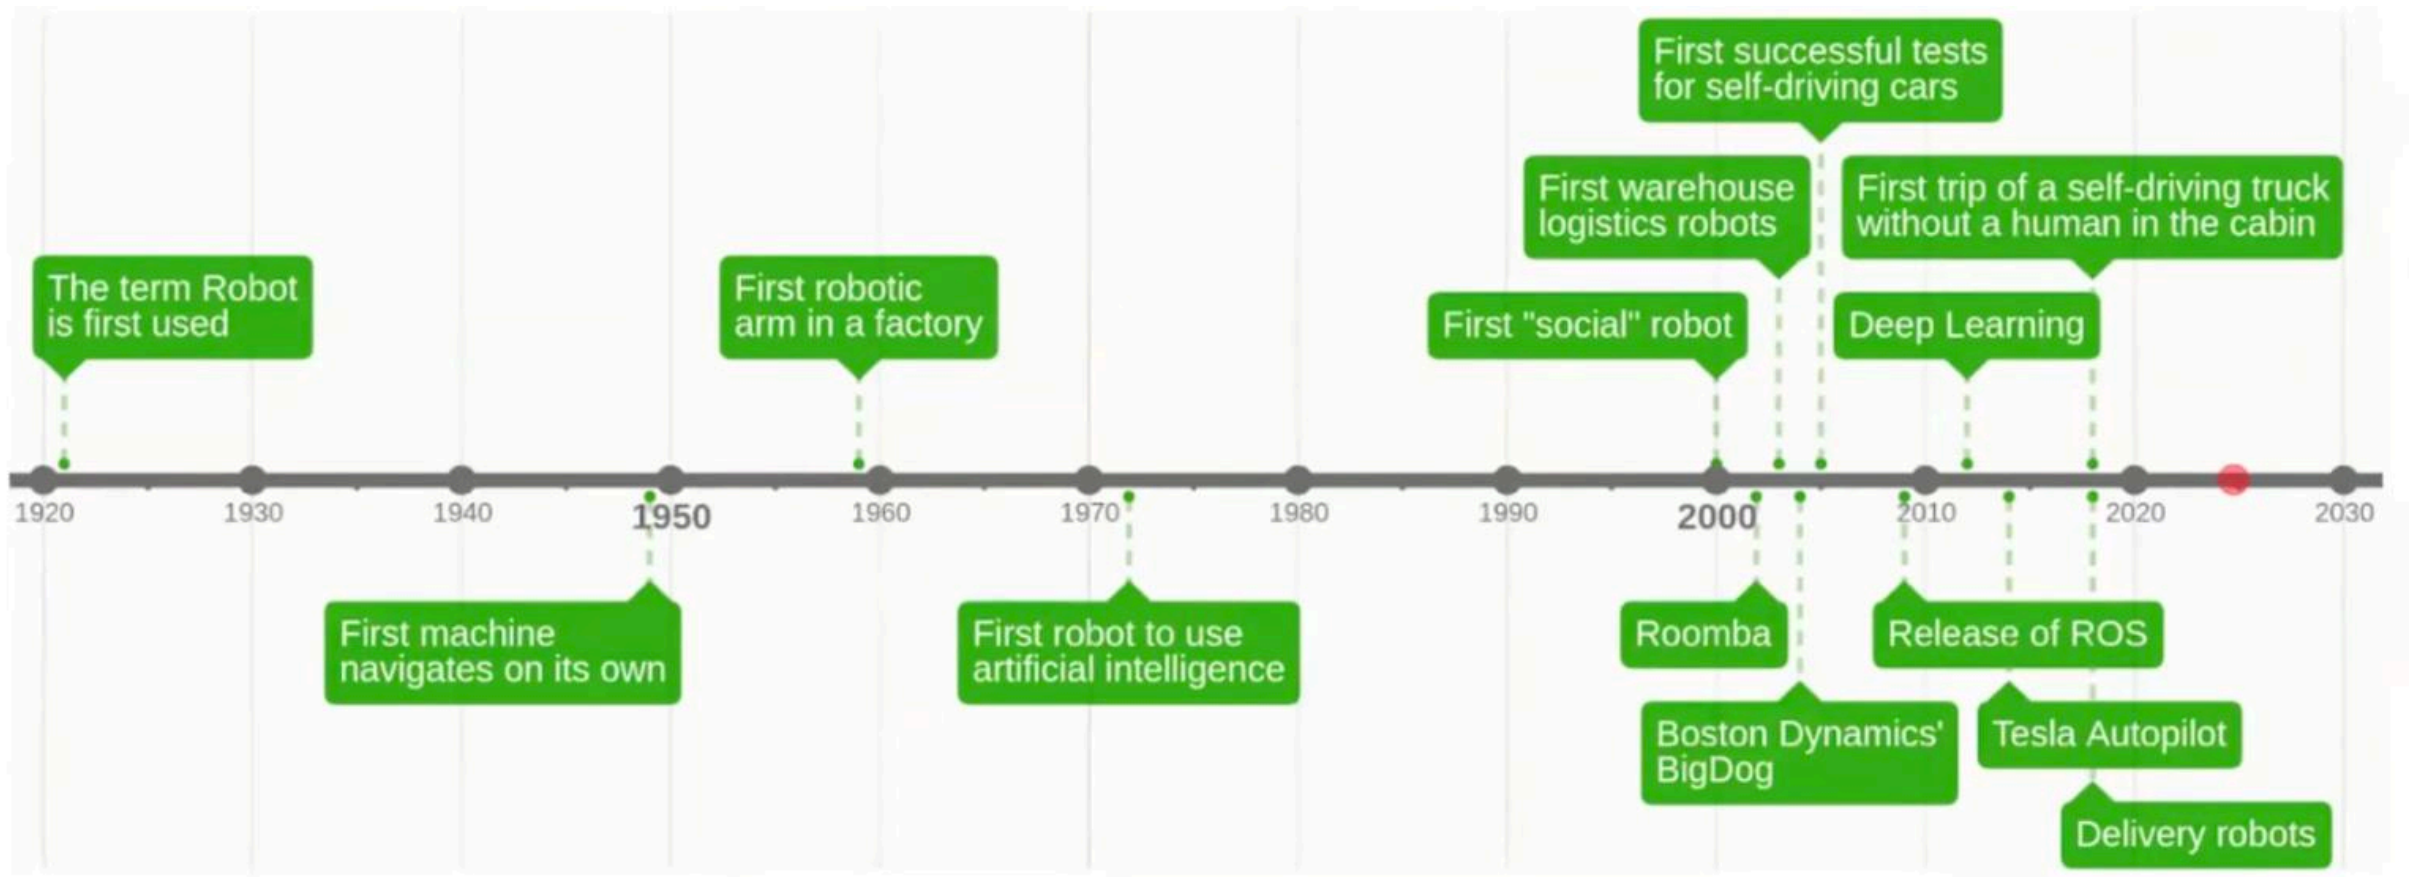 First successful tests
for self-driving cars
First warehouse
logistics robots
First trip of a self-driving truck
without a human in the cabin
The term Robot
is first used
First robotic
arm in a factory
First "social" robot
Deep Learning
1920
1930
1940
1950
1960
1970
1980
1990
2000
2010
2020
2030
First machine
navigates on its own
First robot to use
artificial intelligence
Roomba
Release of ROS
Boston Dynamics'
BigDog
Tesla Autopilot
Delivery robots